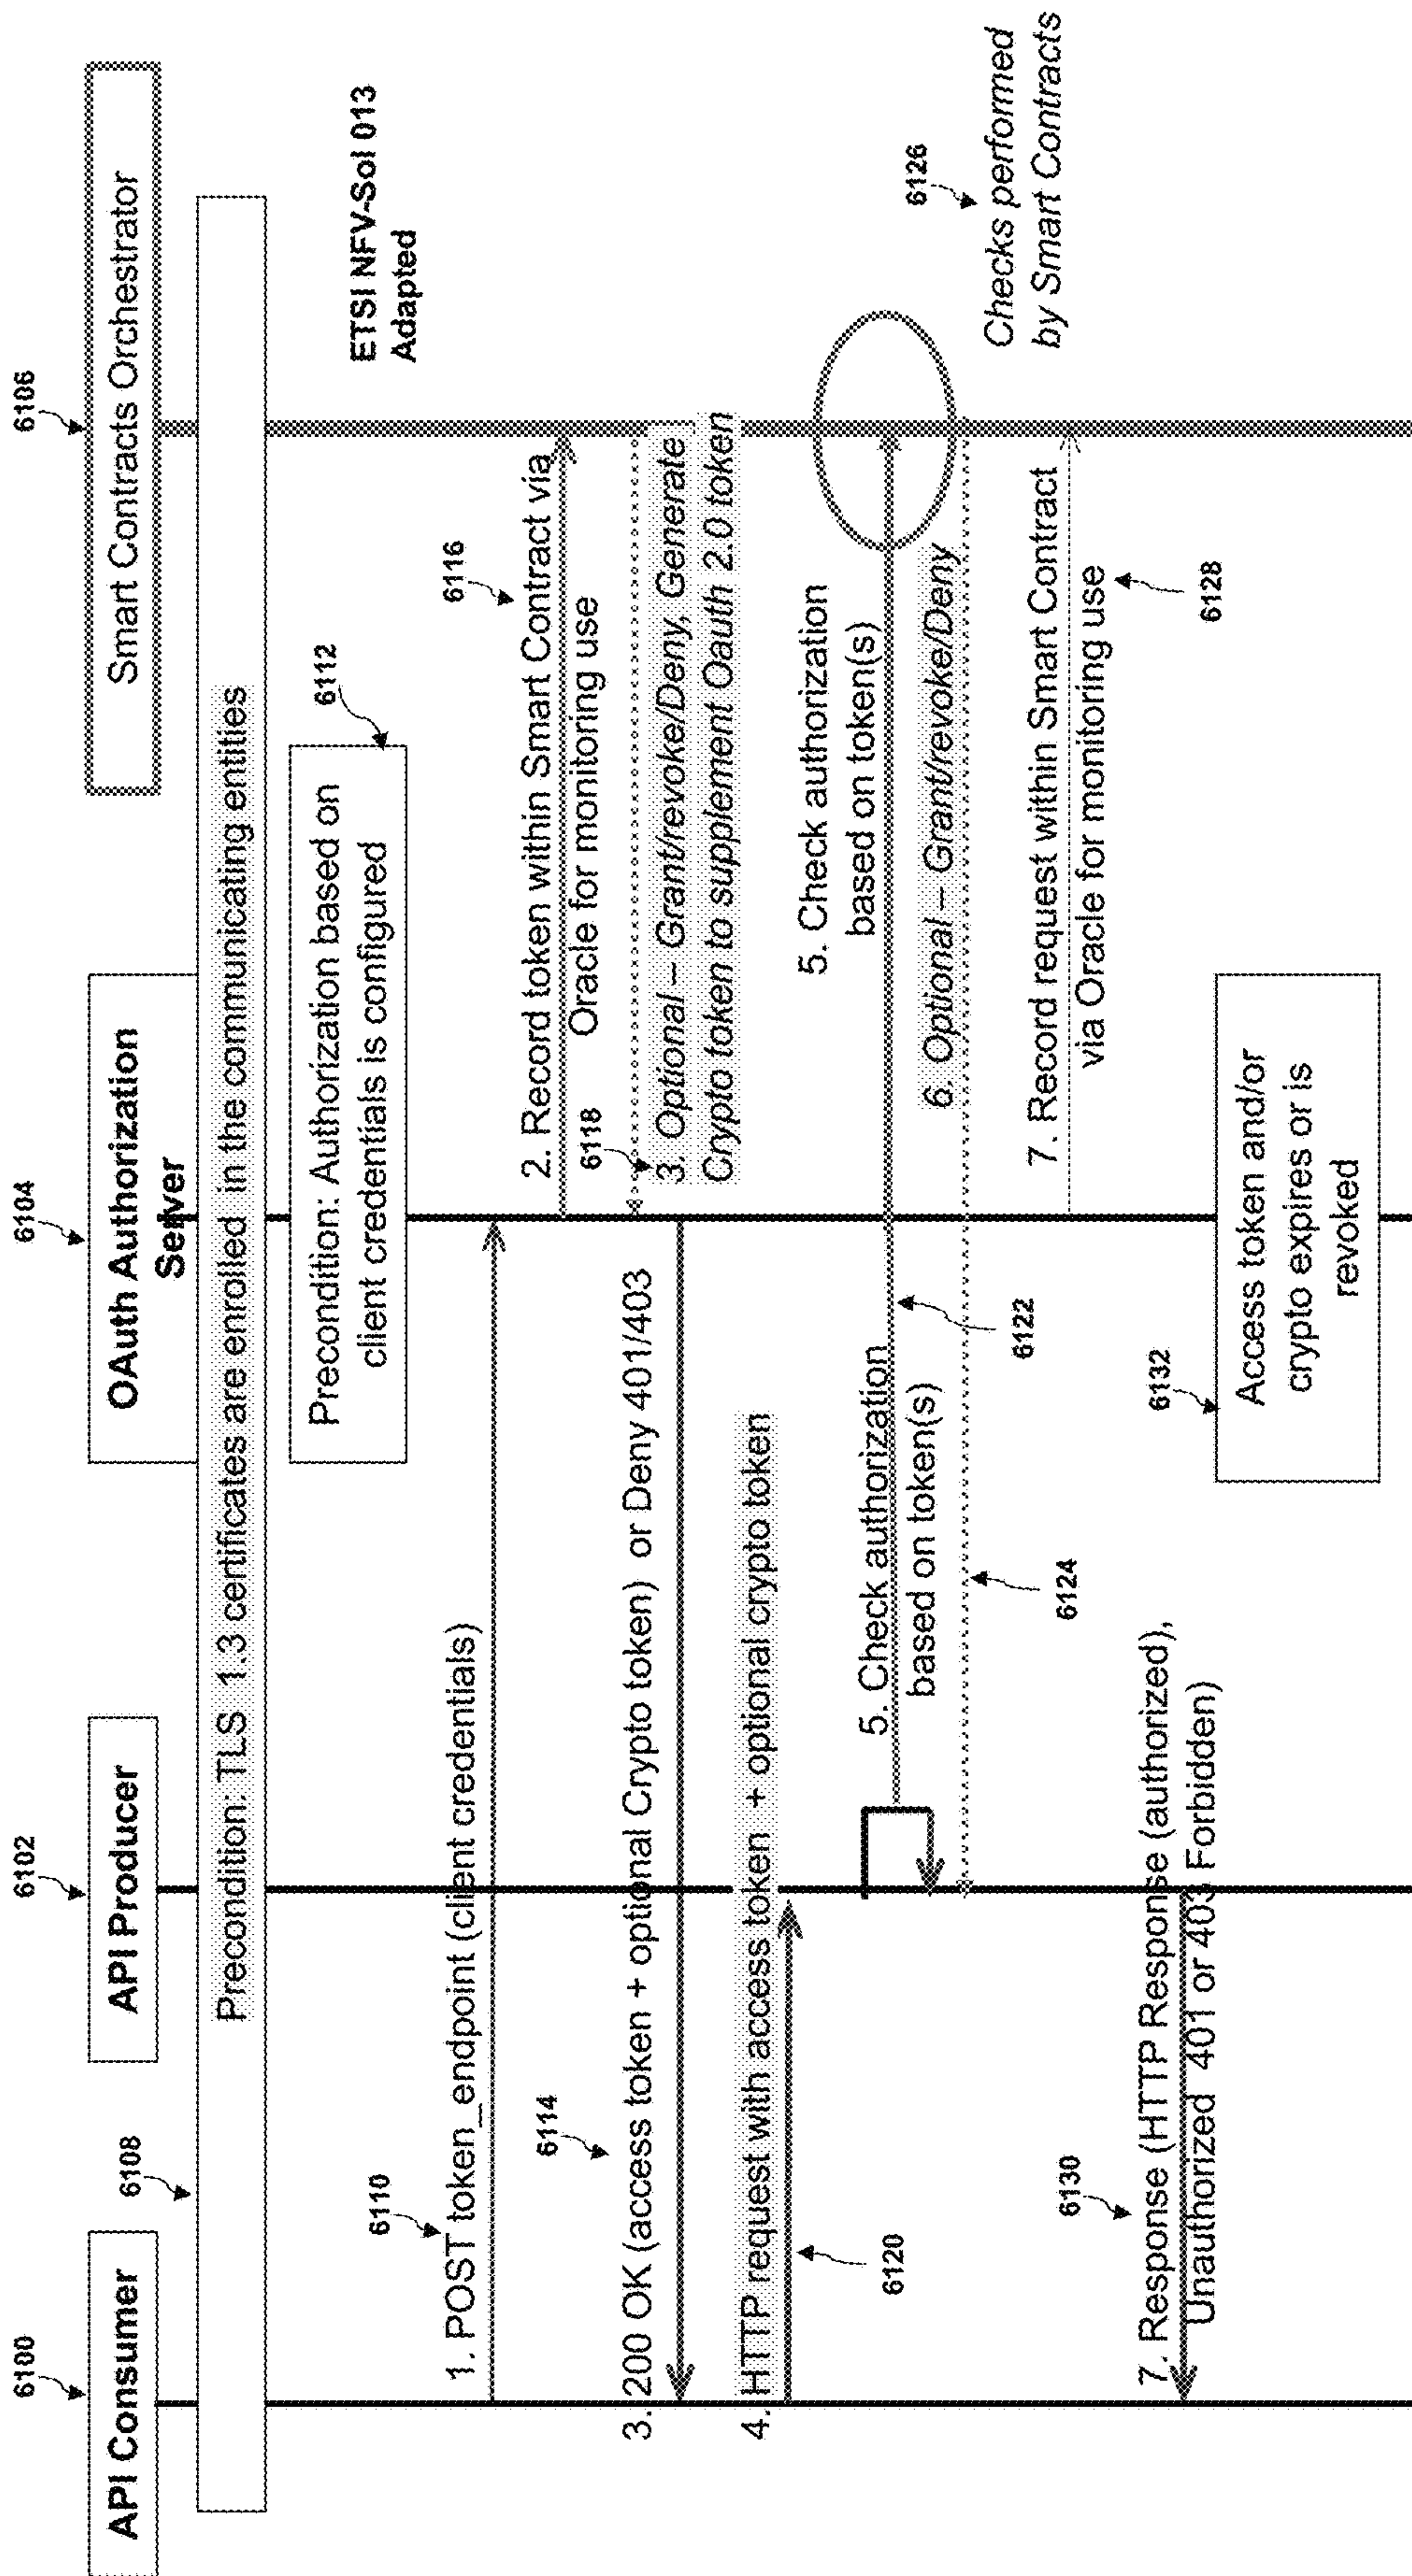 6100
6102
6104
6106
API Consumer
6108
API Producer
OAuth Authorization
Server
Smart Contracts Orchestrator
Precondition: TLS 1.3 certificates are enrolled in the communicating entities
6112
Precondition: Authorization based on
client credentials is configured
ETSI NFV-Sol 013
Adapted
6110
1. POST token_endpoint (client credentials)
6116
2. Record token within Smart Contract via
Oracle for monitoring use
6114
3. 200 OK (access token + optional Crypto token) or Deny 401/403
6118
3. Optional – Grant/revoke/Deny, Generate
Crypto token to supplement Oauth 2.0 token
4. HTTP request with access token + optional crypto token
6120
5. Check authorization
based on token(s)
5. Check authorization
based on token(s)
6122
6126
Checks performed
by Smart Contracts
6. Optional – Grant/revoke/Deny
6124
7. Record request within Smart Contract
via Oracle for monitoring use
6128
6130
7. Response (HTTP Response (authorized),
Unauthorized 401 or 403 Forbidden)
6132
Access token and/or
crypto expires or is
revoked